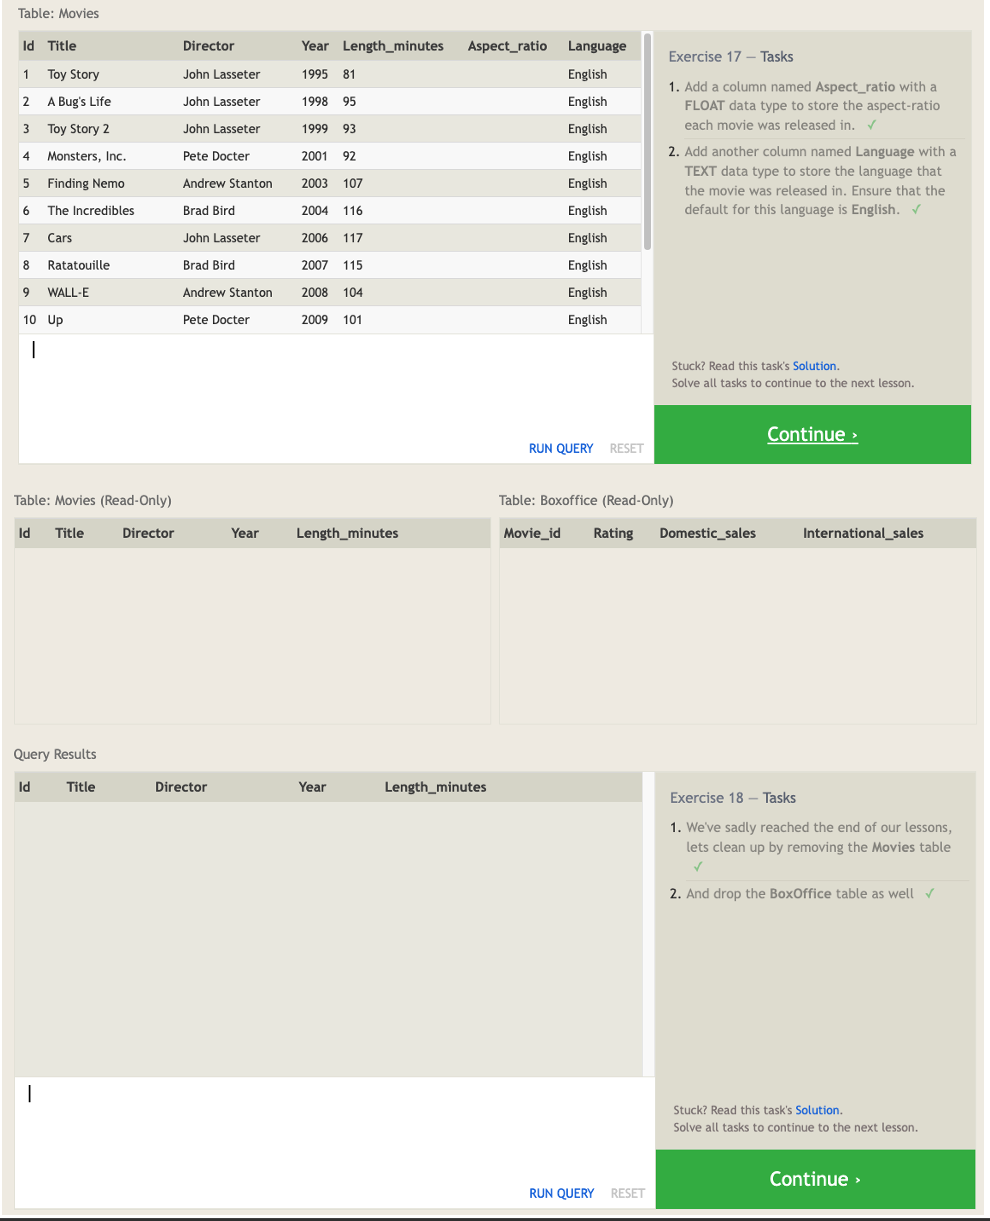 Table: Movies
Id Title Director Year Length_minutes Aspect_ratio Language
1 Toy Story John Lasseter 1995 81 English
2 A Bug's Life John Lasseter 1998 95 English
3 Toy Story 2 John Lasseter 1999 93 English
4 Monsters, Inc. Pete Docter 2001 92 English
5 Finding Nemo Andrew Stanton 2003 107 English
6 The Incredibles Brad Bird 2004 116 English
7 Cars John Lasseter 2006 117 English
8 Ratatouille Brad Bird 2007 115 English
9 WALL-E Andrew Stanton 2008 104 English
10 Up Pete Docter 2009 101 English
RUN QUERY RESET
Exercise 17 — Tasks
1. Add a column named Aspect_ratio with a
FLOAT data type to store the aspect-ratio
each movie was released in. ✓
2. Add another column named Language with a
TEXT data type to store the language that
the movie was released in. Ensure that the
default for this language is English. ✓
Stuck? Read this task's Solution.
Solve all tasks to continue to the next lesson.
Continue ›
Table: Movies (Read-Only)
Id Title Director Year Length_minutes
Table: Boxoffice (Read-Only)
Movie_id Rating Domestic_sales International_sales
Query Results
Id Title Director Year Length_minutes
RUN QUERY RESET
Exercise 18 — Tasks
1. We've sadly reached the end of our lessons,
lets clean up by removing the Movies table
✓
2. And drop the BoxOffice table as well ✓
Stuck? Read this task's Solution.
Solve all tasks to continue to the next lesson.
Continue ›